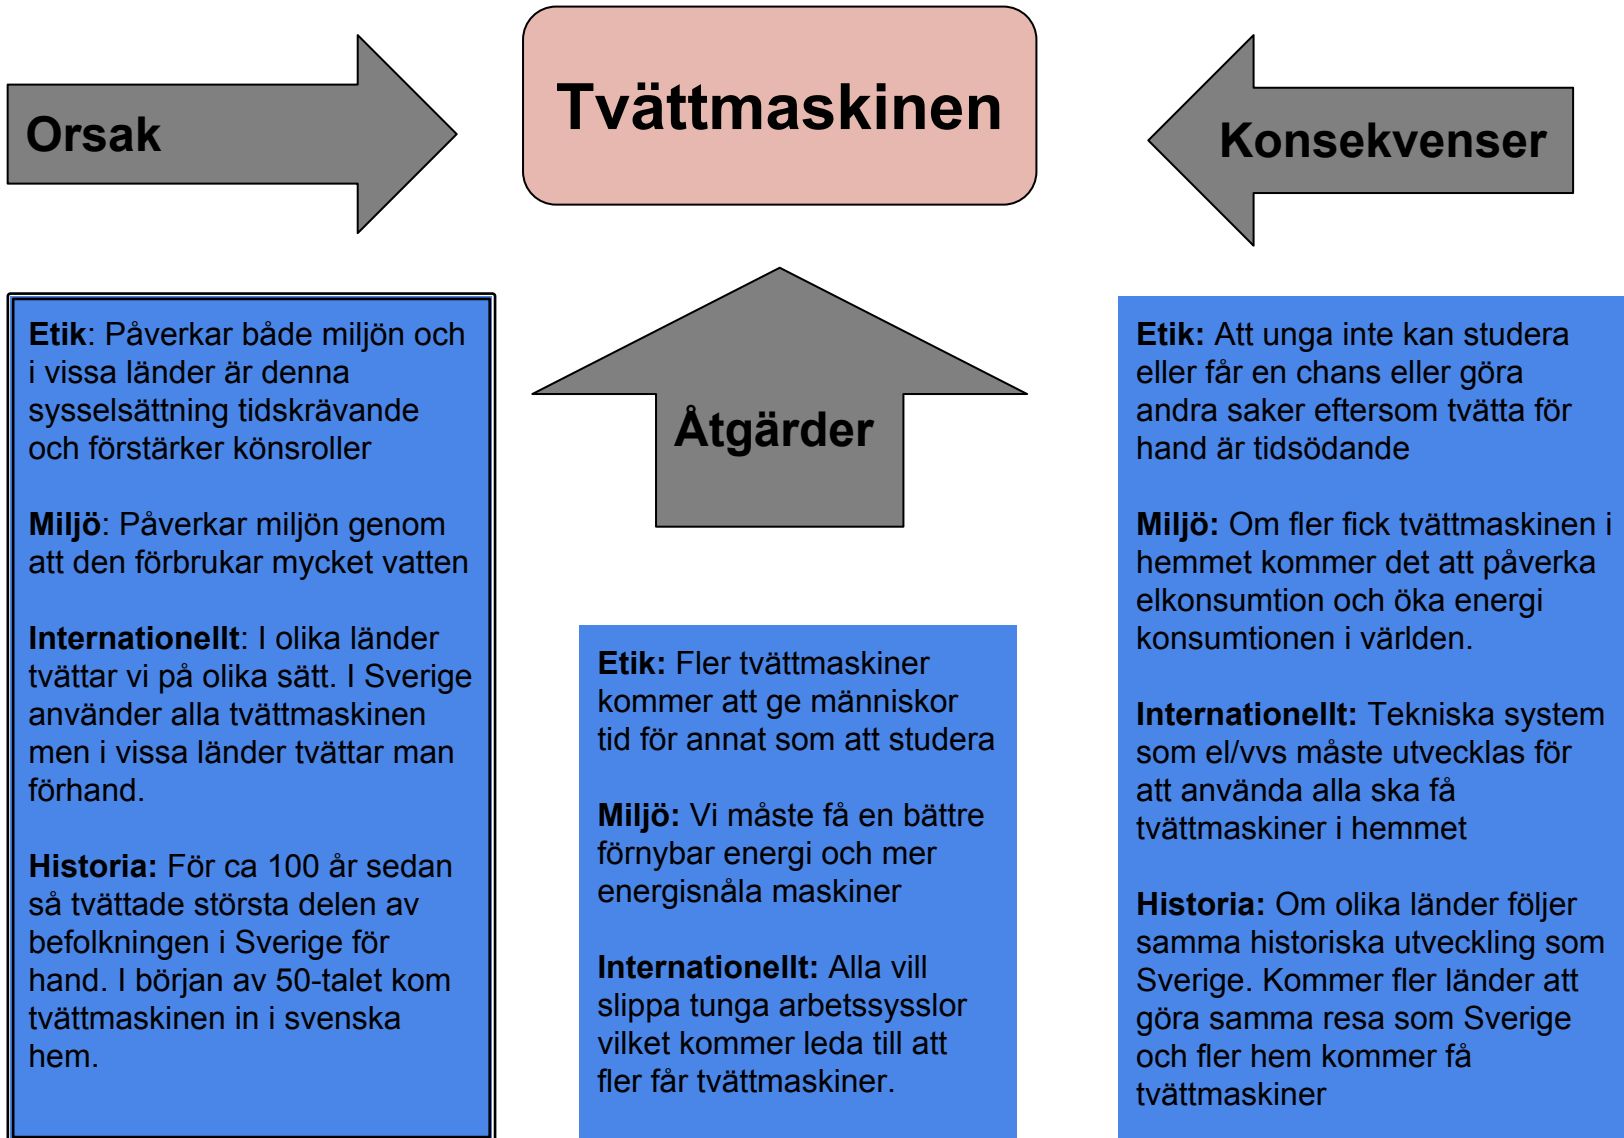 Tvättmaskinen
Orsak
Konsekvenser
Åtgärder
Etik: Påverkar både miljön och
i vissa länder är denna
sysselsättning tidskrävande
och förstärker könsroller
Miljö: Påverkar miljön genom
att den förbrukar mycket vatten
Internationellt: I olika länder
tvättar vi på olika sätt. I Sverige
använder alla tvättmaskinen
men i vissa länder tvättar man
förhand.
Historia: För ca 100 år sedan
så tvättade största delen av
befolkningen i Sverige för
hand. I början av 50-talet kom
tvättmaskinen in i svenska
hem.
Etik: Fler tvättmaskiner
kommer att ge människor
tid för annat som att studera
Miljö: Vi måste få en bättre
förnybar energi och mer
energisnåla maskiner
Internationellt: Alla vill
slippa tunga arbetssysslor
vilket kommer leda till att
fler får tvättmaskiner.
Etik: Att unga inte kan studera
eller får en chans eller göra
andra saker eftersom tvätta för
hand är tidsödande
Miljö: Om fler fick tvättmaskinen i
hemmet kommer det att påverka
elkonsumtion och öka energi
konsumtionen i världen.
Internationellt: Tekniska system
som el/vvs måste utvecklas för
att använda alla ska få
tvättmaskiner i hemmet
Historia: Om olika länder följer
samma historiska utveckling som
Sverige. Kommer fler länder att
göra samma resa som Sverige
och fler hem kommer få
tvättmaskiner